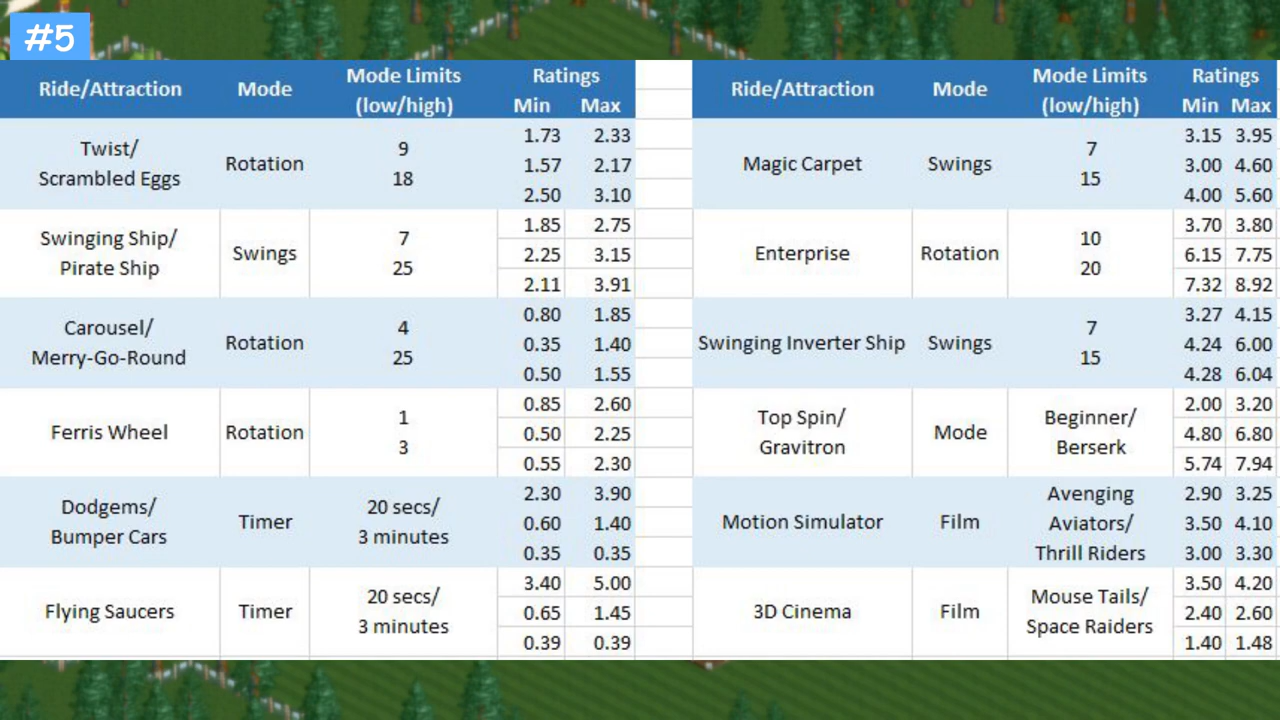 #5
Ride/Attraction Mode Mode Limits (low/high) Ratings Min Max
Twist/ Scrambled Eggs Rotation 9 18
1.73 2.33
1.57 2.17
2.50 3.10
Swinging Ship/ Pirate Ship Swings 7 25
1.85 2.75
2.25 3.15
2.11 3.91
Carousel/ Merry-Go-Round Rotation 4 25
0.80 1.85
0.35 1.40
0.50 1.55
Ferris Wheel Rotation 1 3
0.85 2.60
0.50 2.25
0.55 2.30
Dodgems/ Bumper Cars Timer 20 secs/ 3 minutes
2.30 3.90
0.60 1.40
0.35 0.35
Flying Saucers Timer 20 secs/ 3 minutes
3.40 5.00
0.65 1.45
0.39 0.39
Ride/Attraction Mode Mode Limits (low/high) Ratings Min Max
Magic Carpet Swings 7 15
3.15 3.95
3.00 4.60
4.00 5.60
Enterprise Rotation 10 20
3.70 3.80
6.15 7.75
7.32 8.92
Swinging Inverter Ship Swings 7 15
3.27 4.15
4.24 6.00
4.28 6.04
Top Spin/ Gravitron Mode Beginner/ Berserk
2.00 3.20
4.80 6.80
5.74 7.94
Motion Simulator Film Avenging Aviators/ Thrill Riders
2.90 3.25
3.50 4.10
3.00 3.30
3D Cinema Film Mouse Tails/ Space Raiders
3.50 4.20
2.40 2.60
1.40 1.48